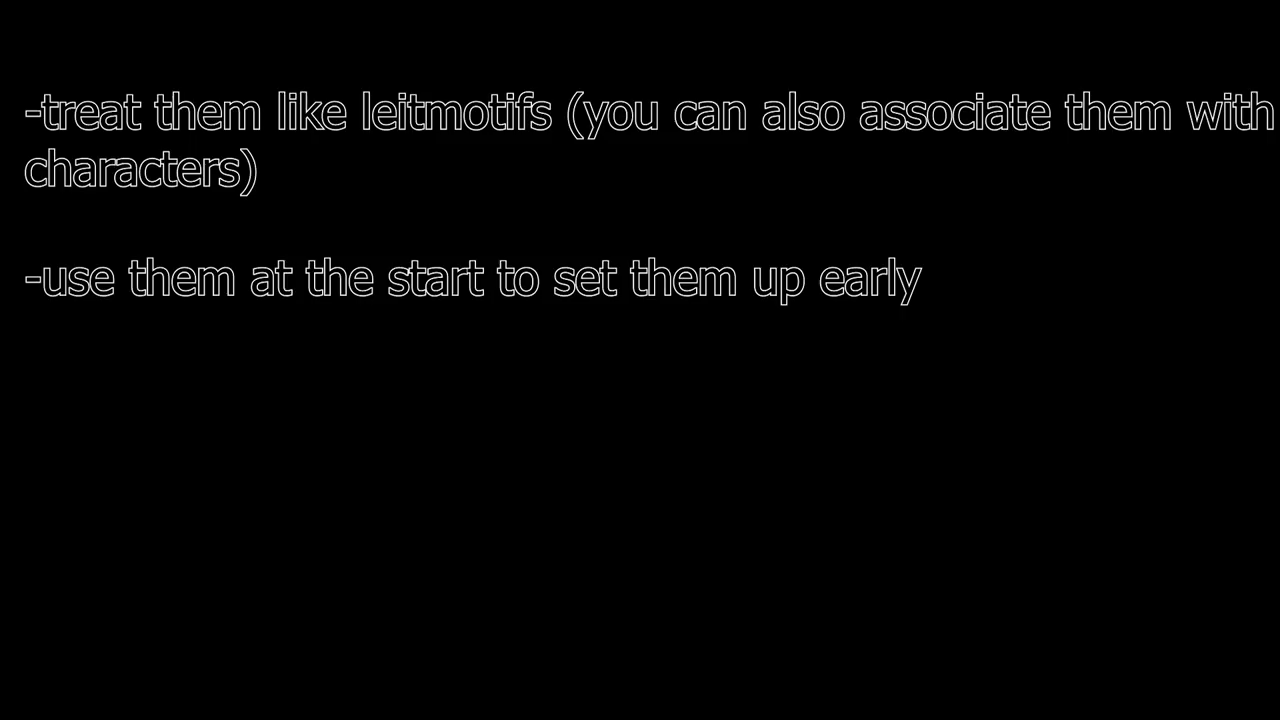 -treat them like leitmotifs (you can also associate them with
characters)
-use them at the start to set them up early